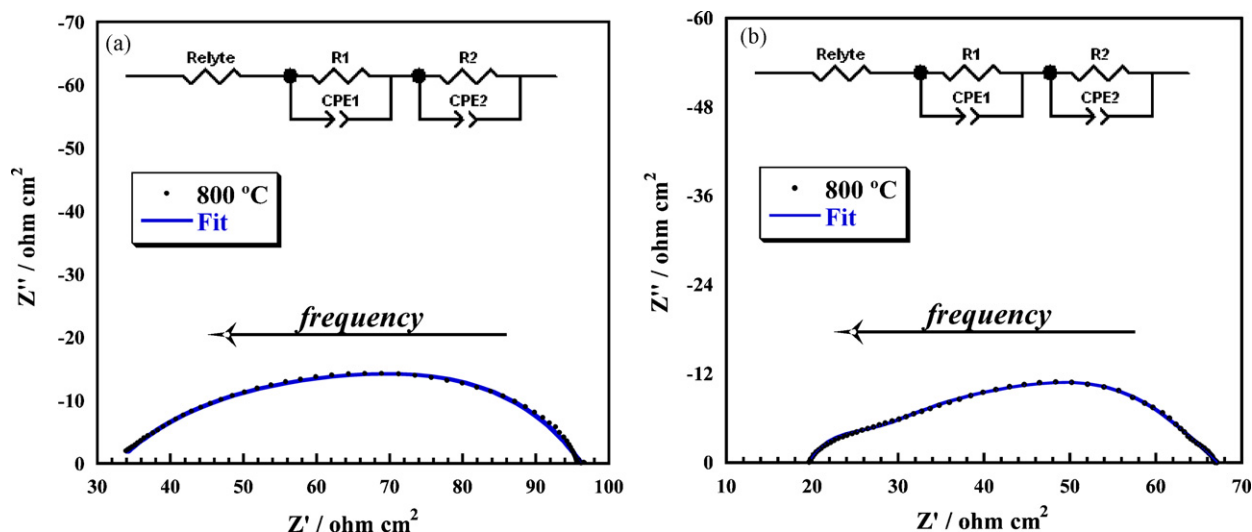 (a)
Relyte R1 R2
CPE1 CPE2
800 ºC
Fit
frequency
-70
-60
-50
-40
-30
-20
-10
0
Z'' / ohm cm²
30 40 50 60 70 80 90 100
Z' / ohm cm²
(b)
Relyte R1 R2
CPE1 CPE2
800 ºC
Fit
frequency
-60
-48
-36
-24
-12
0
Z'' / ohm cm²
10 20 30 40 50 60 70
Z' / ohm cm²